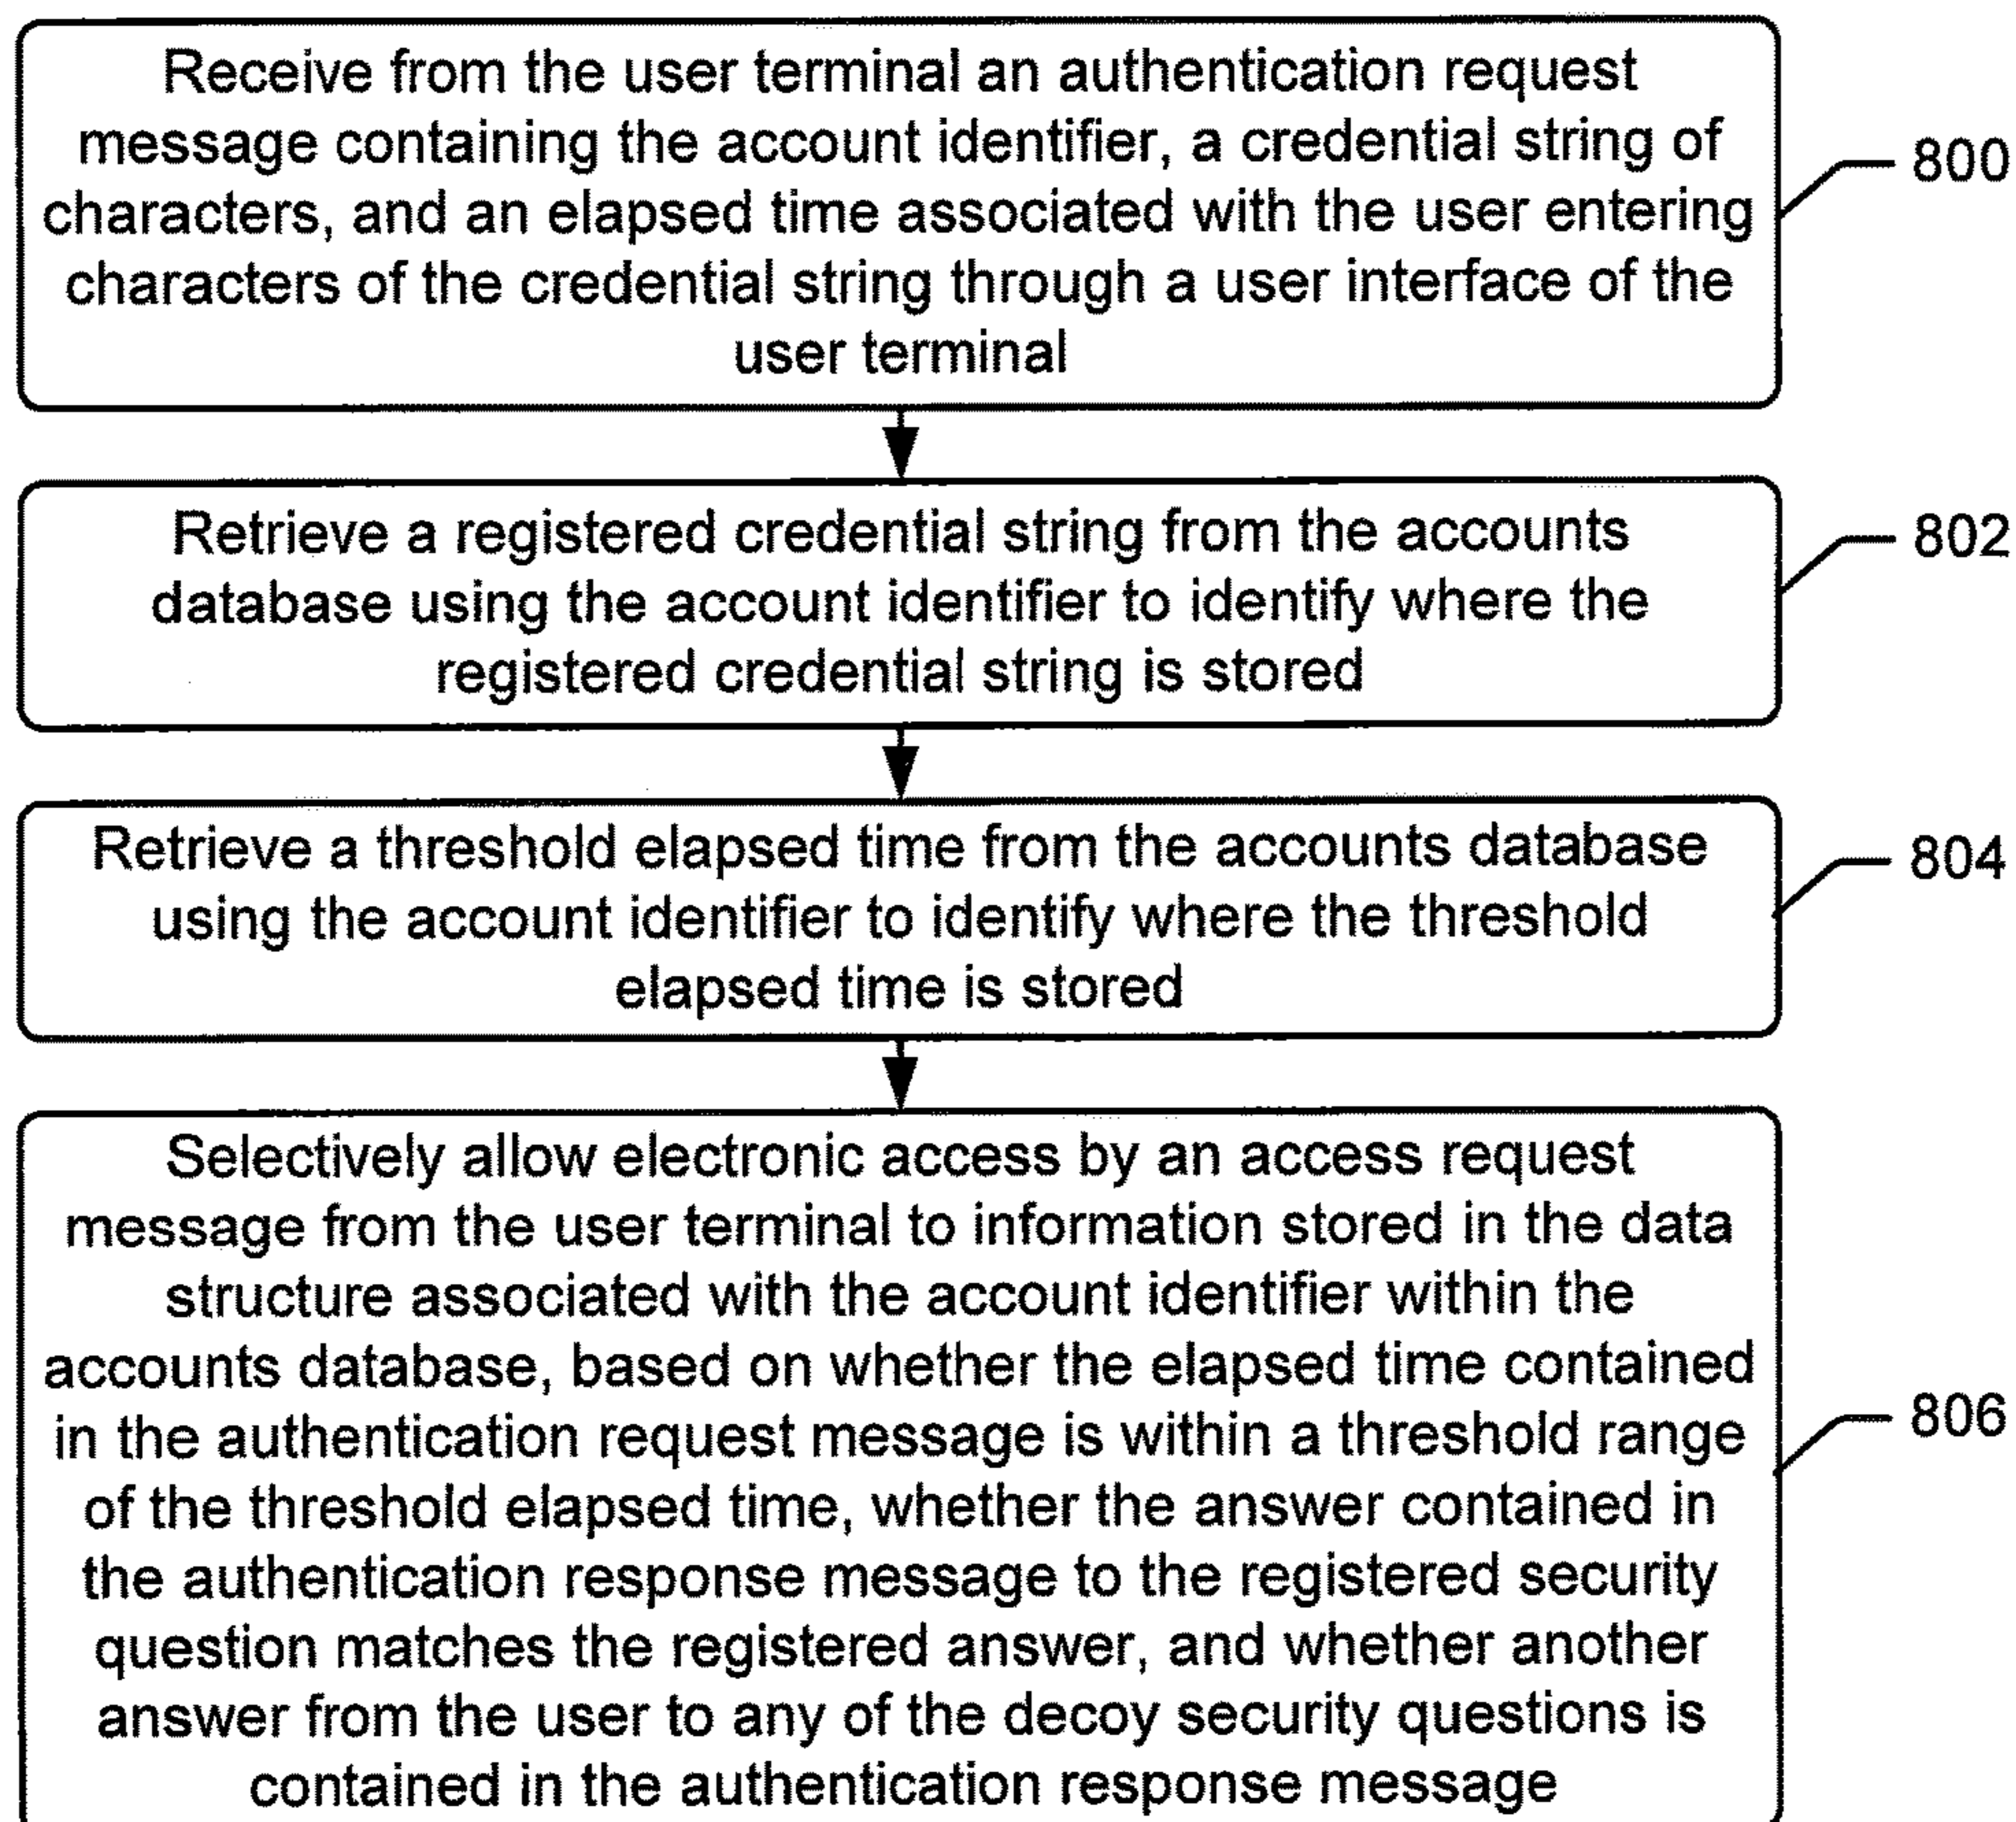 Receive from the user terminal an authentication request
message containing the account identifier, a credential string of
characters, and an elapsed time associated with the user entering
characters of the credential string through a user interface of the
user terminal
800
Retrieve a registered credential string from the accounts
database using the account identifier to identify where the
registered credential string is stored
802
Retrieve a threshold elapsed time from the accounts database
using the account identifier to identify where the threshold
elapsed time is stored
804
Selectively allow electronic access by an access request
message from the user terminal to information stored in the data
structure associated with the account identifier within the
accounts database, based on whether the elapsed time contained
in the authentication request message is within a threshold range
of the threshold elapsed time, whether the answer contained in
the authentication response message to the registered security
question matches the registered answer, and whether another
answer from the user to any of the decoy security questions is
contained in the authentication response message
806